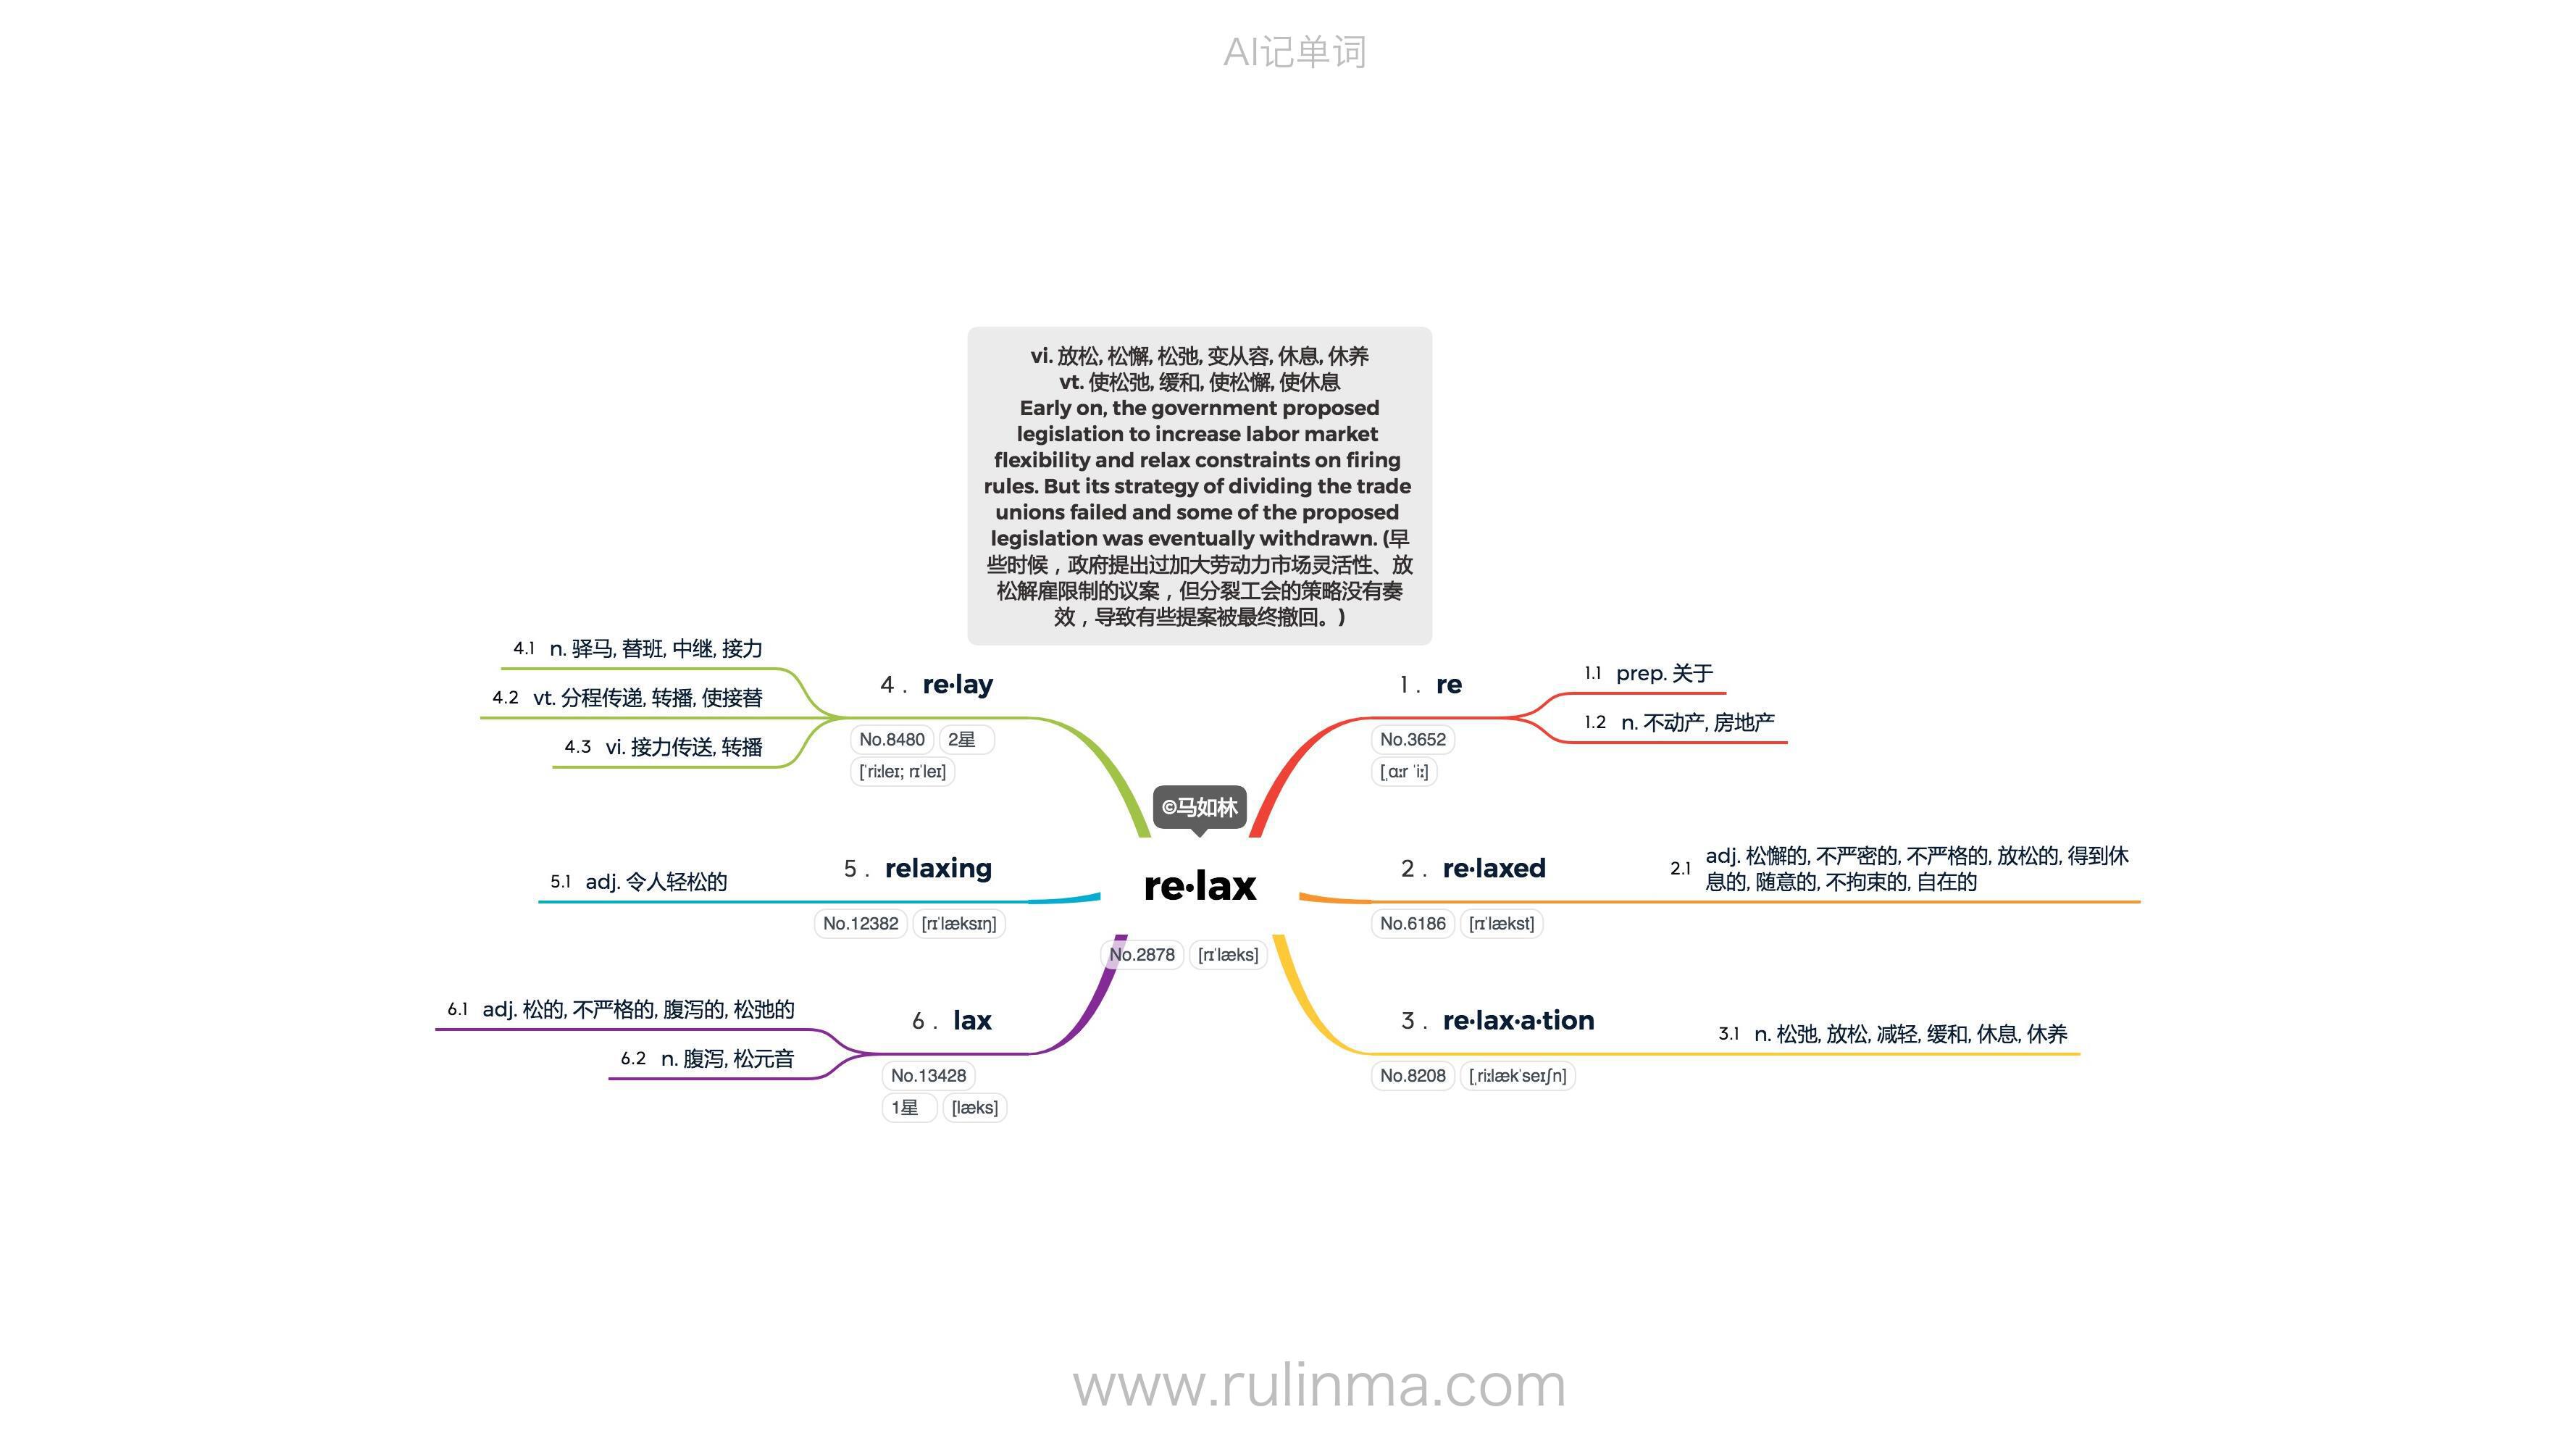 AI记单词
vi. 放松, 松懈, 松弛, 变从容, 休息, 休养
vt. 使松弛, 缓和, 使松懈, 使休息
Early on, the government proposed
legislation to increase labor market
flexibility and relax constraints on firing
rules. But its strategy of dividing the trade
unions failed and some of the proposed
legislation was eventually withdrawn. (早
些时候，政府提出过加大劳动力市场灵活性、放
松解雇限制的议案，但分裂工会的策略没有奏
效，导致有些提案被最终撤回。)
©马如林
re·lax
No.2878 [rɪˈlæks]
1. re
No.3652
[ˌɑːr ˈiː]
1.1 prep. 关于
1.2 n. 不动产, 房地产
2. re·laxed
No.6186 [rɪˈlækst]
2.1 adj. 松懈的, 不严密的, 不严格的, 放松的, 得到休
息的, 随意的, 不拘束的, 自在的
3. re·lax·a·tion
No.8208 [ˌriːlækˈseɪʃn]
3.1 n. 松弛, 放松, 减轻, 缓和, 休息, 休养
4. re·lay
No.8480 2星
[ˈriːleɪ; rɪˈleɪ]
4.1 n. 驿马, 替班, 中继, 接力
4.2 vt. 分程传递, 转播, 使接替
4.3 vi. 接力传送, 转播
5. relaxing
No.12382 [rɪˈlæksɪŋ]
5.1 adj. 令人轻松的
6. lax
No.13428
1星 [læks]
6.1 adj. 松的, 不严格的, 腹泻的, 松弛的
6.2 n. 腹泻, 松元音
www.rulinma.com